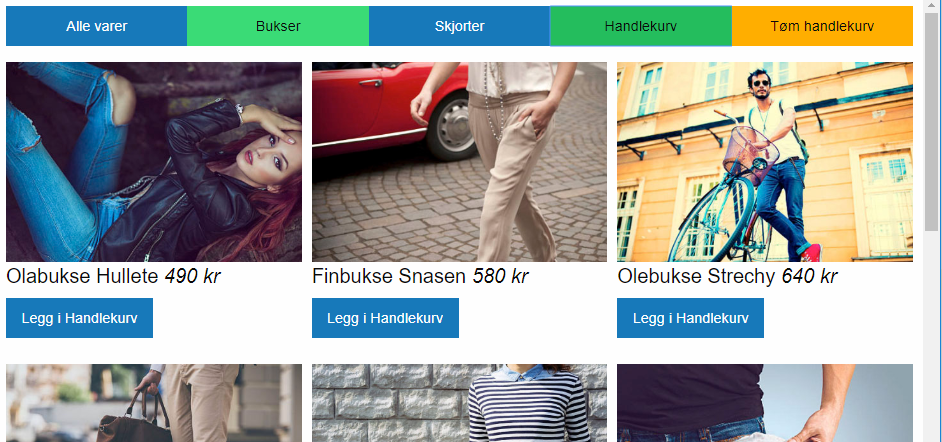 Alle varer
Bukser
Skjorter
Handlekurv
Tøm handlekurv
Olabukse Hullete 490 kr
Finbukse Snasen 580 kr
Olebukse Strechy 640 kr
Legg i Handlekurv
Legg i Handlekurv
Legg i Handlekurv